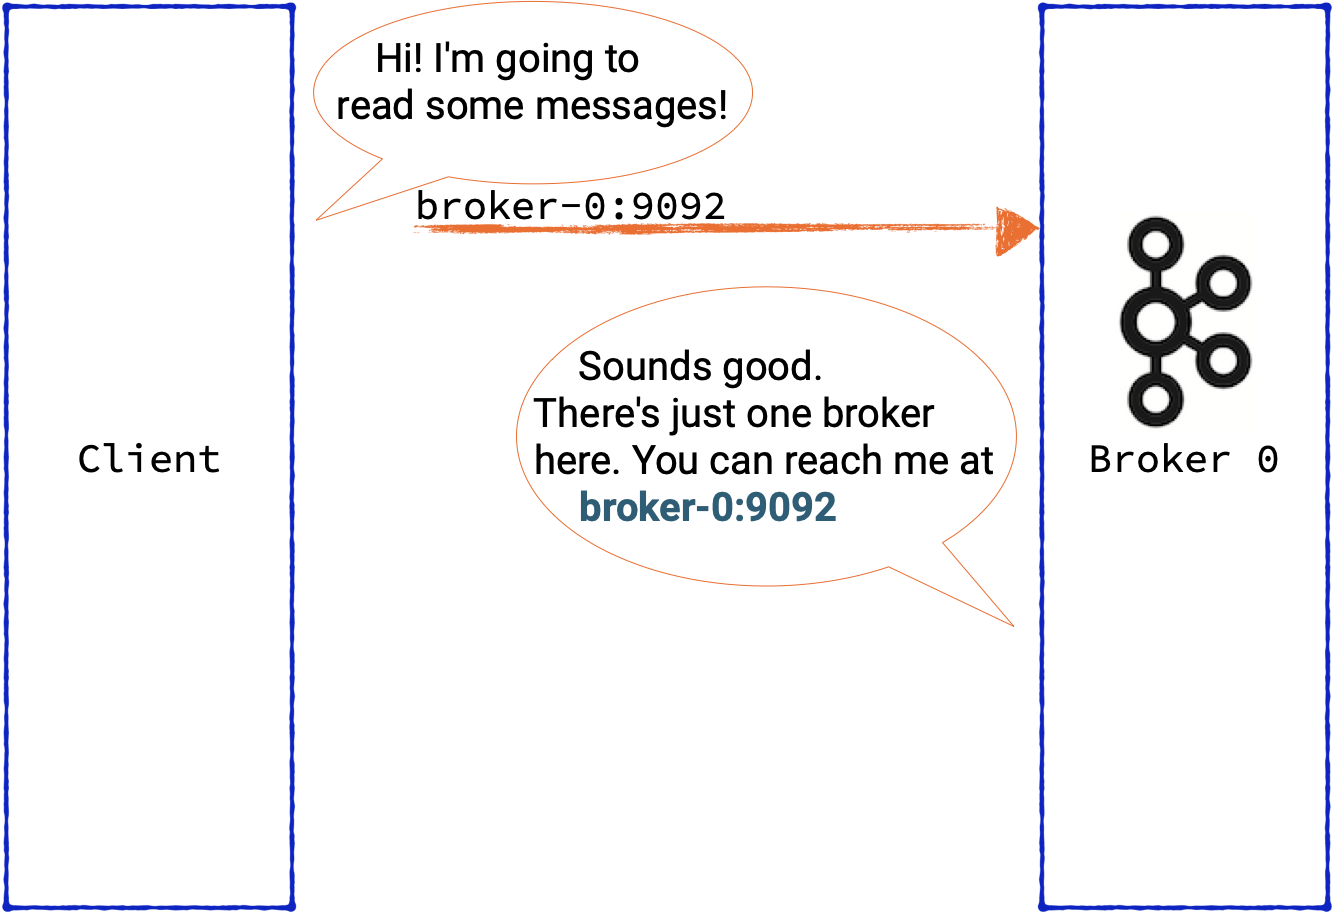 Hi! I'm going to
read some messages!
broker-0:9092
Sounds good.
There's just one broker
here. You can reach me at
broker-0:9092
Client
Broker 0